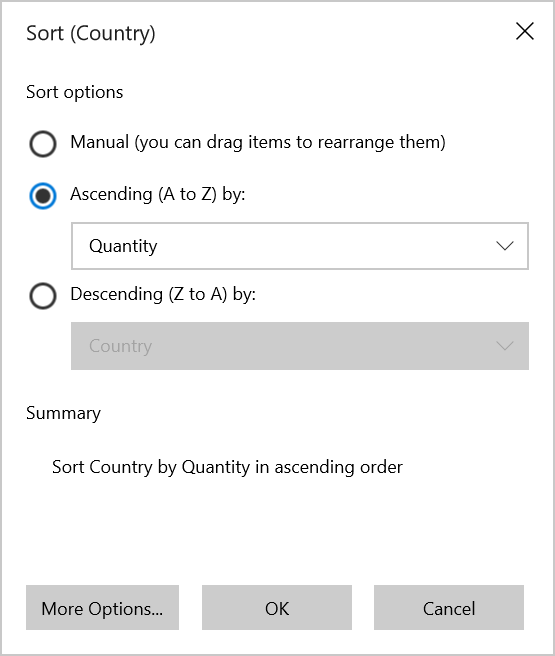 Sort (Country)
Sort options
Manual (you can drag items to rearrange them)
Ascending (A to Z) by:
Quantity
Descending (Z to A) by:
Country
Summary
Sort Country by Quantity in ascending order
More Options... OK Cancel